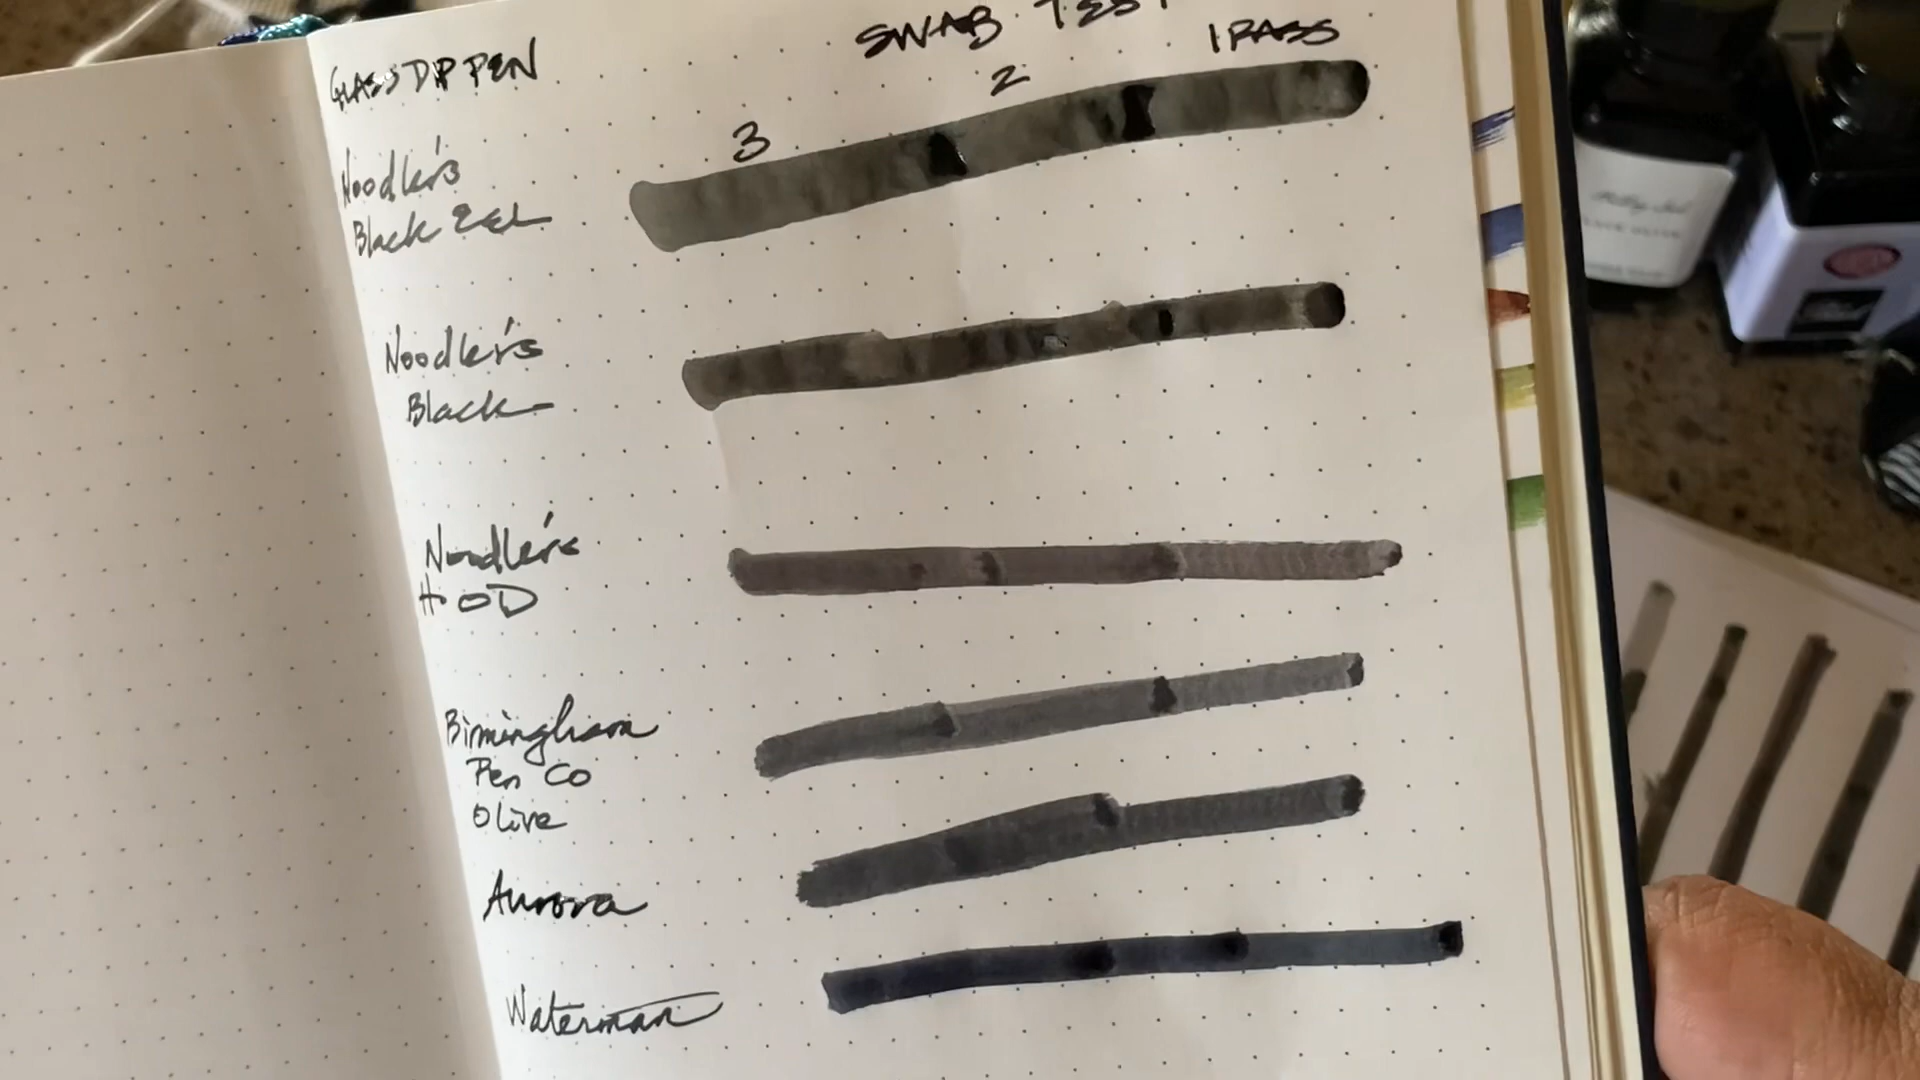 GLASS DIP PEN
SWAB TEST
1 PASS
2
3
Noodler's
Black Eel
Noodler's
Black
Noodler's
HOD
Birmingham
Pen Co
Olive
Aurora
Waterman